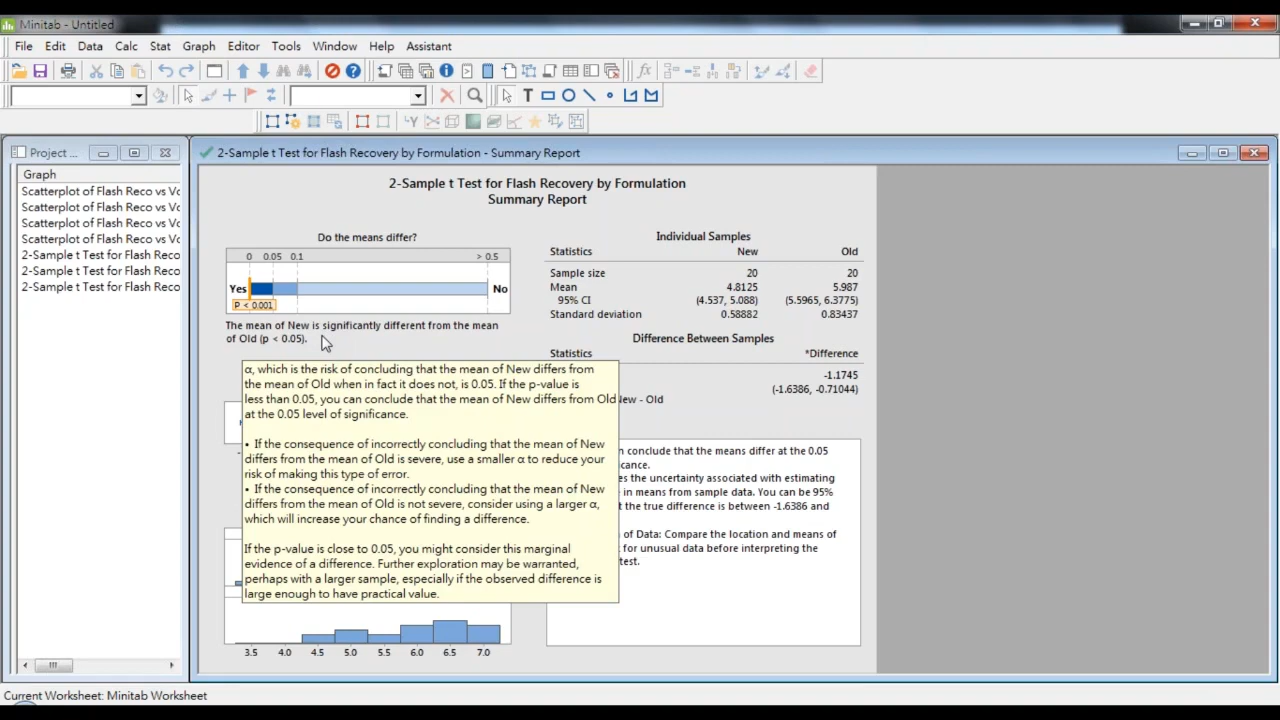 Minitab - Untitled
File Edit Data Calc Stat Graph Editor Tools Window Help Assistant
Project ...
Graph
Scatterplot of Flash Reco vs Vo
Scatterplot of Flash Reco vs Vo
Scatterplot of Flash Reco vs Vo
Scatterplot of Flash Reco vs Vo
2-Sample t Test for Flash Reco
2-Sample t Test for Flash Reco
2-Sample t Test for Flash Reco
2-Sample t Test for Flash Recovery by Formulation - Summary Report
2-Sample t Test for Flash Recovery by Formulation
Summary Report
Do the means differ?
0 0.05 0.1 > 0.5
Yes No
P < 0.001
The mean of New is significantly different from the mean
of Old (p < 0.05).
Individual Samples
Statistics New Old
Sample size 20 20
Mean 4.8125 5.987
95% CI (4.537, 5.088) (5.5965, 6.3775)
Standard deviation 0.58882 0.83437
Difference Between Samples
Statistics *Difference
-1.1745
(-1.6386, -0.71044)
New - Old
α, which is the risk of concluding that the mean of New differs from
the mean of Old when in fact it does not, is 0.05. If the p-value is
less than 0.05, you can conclude that the mean of New differs from Old
at the 0.05 level of significance.
• If the consequence of incorrectly concluding that the mean of New
differs from the mean of Old is severe, use a smaller α to reduce your
risk of making this type of error.
• If the consequence of incorrectly concluding that the mean of New
differs from the mean of Old is not severe, consider using a larger α,
which will increase your chance of finding a difference.
If the p-value is close to 0.05, you might consider this marginal
evidence of a difference. Further exploration may be warranted,
perhaps with a larger sample, especially if the observed difference is
large enough to have practical value.
conclude that the means differ at the 0.05
cance.
es the uncertainty associated with estimating
in means from sample data. You can be 95%
t the true difference is between -1.6386 and
of Data: Compare the location and means of
for unusual data before interpreting the
test.
3.5 4.0 4.5 5.0 5.5 6.0 6.5 7.0
Current Worksheet: Minitab Worksheet